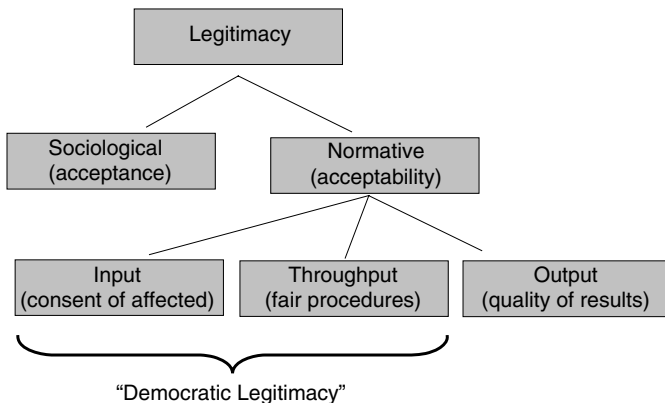 Legitimacy
Sociological
(acceptance)
Normative
(acceptability)
Input
(consent of affected)
Throughput
(fair procedures)
Output
(quality of results)
“Democratic Legitimacy”